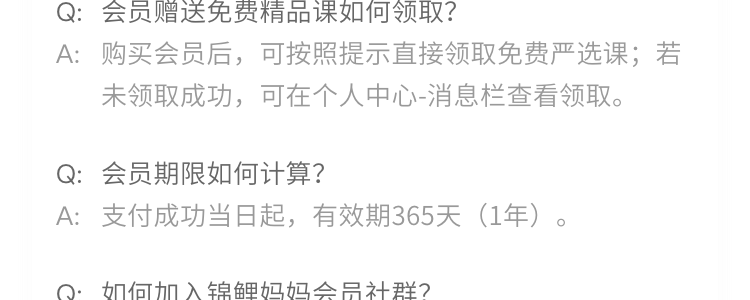 Q: 会员赠送免费精品课如何领取？
A: 购买会员后，可按照提示直接领取免费严选课；若
未领取成功，可在个人中心-消息栏查看领取。
Q: 会员期限如何计算？
A: 支付成功当日起，有效期365天（1年）。
Q: 如何加入锦鲤妈妈会员社群？